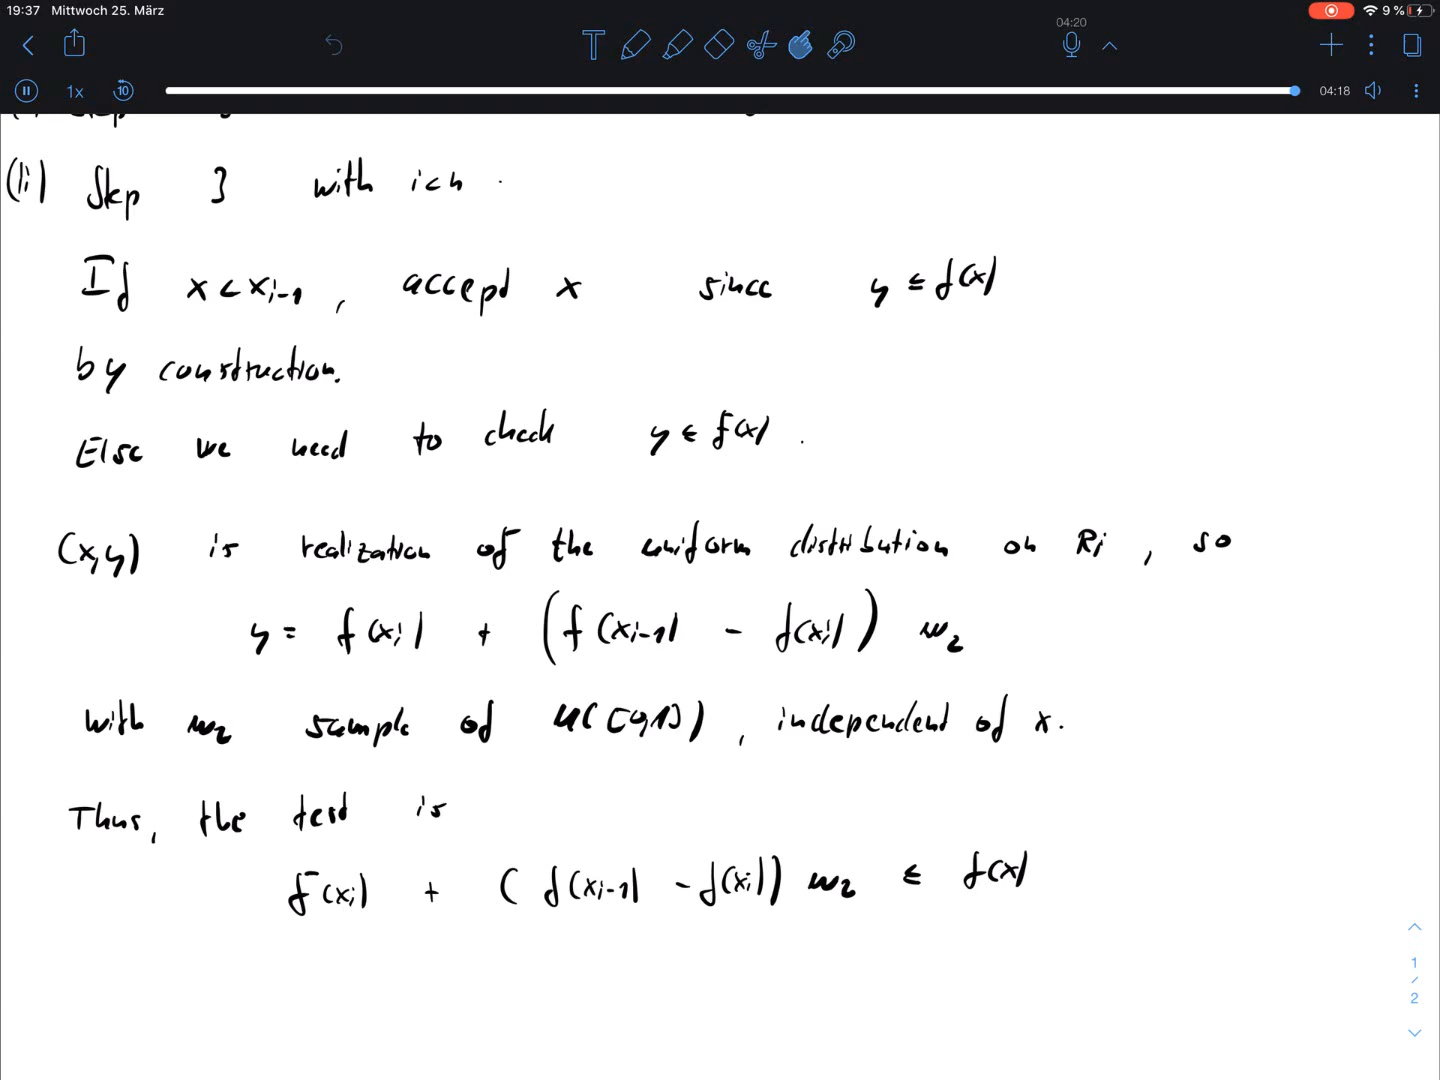 19:37 Mittwoch 25. März
9 %
04:20
1x
10
04:18
(ii) Step 3 with i<n.
If x < x_{i-1}, accept x since y ≤ f(x)
by construction.
Else we need to check y ≤ f(x).
(x,y) is realization of the uniform distribution on R_i, so
y = f(x_i) + (f(x_{i-1}) - f(x_i)) w_2
with w_2 sample of U([0,1]), independent of x.
Thus, the test is
f(x_i) + (f(x_{i-1}) - f(x_i)) w_2 ≤ f(x)
1
/
2